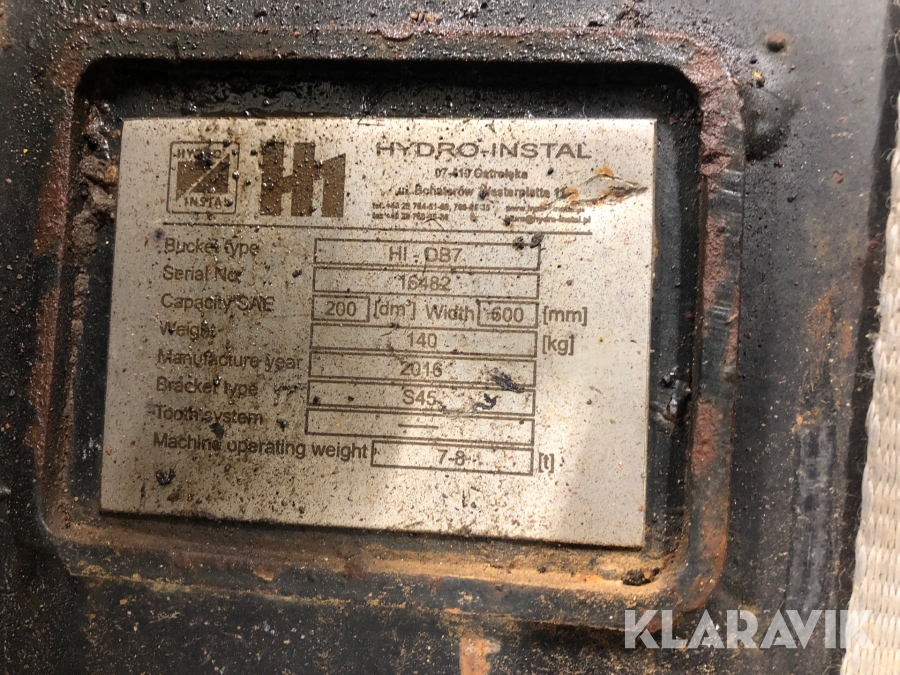 HYDRO
INSTAL
HI
HYDRO-INSTAL
07-410 Ostrołęka
ul. Bohaterów Westerplatte
Bucket type HI - DB7
Serial No. 16482
Capacity SAE 200 [dm³] Width 600 [mm]
Weight 140 [kg]
Manufacture year 2016
Bracket type S45
Tooth system —
Machine operating weight 7-8 [t]
KLARAVIK